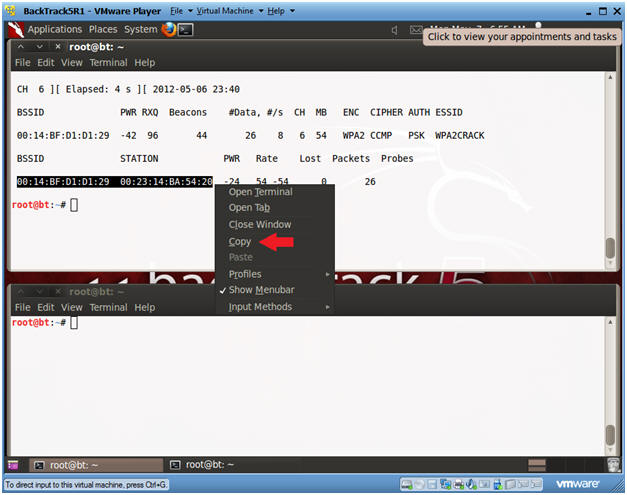 BackTrack5R1 - VMware Player File Virtual Machine Help
Applications Places System
Click to view your appointments and tasks
root@bt: ~
File Edit View Terminal Help
CH 6 ][ Elapsed: 4 s ][ 2012-05-06 23:40
BSSID PWR RXQ Beacons #Data, #/s CH MB ENC CIPHER AUTH ESSID
00:14:BF:D1:D1:29 -42 96 44 26 8 6 54 WPA2 CCMP PSK WPA2CRACK
BSSID STATION PWR Rate Lost Packets Probes
00:14:BF:D1:D1:29 00:23:14:BA:54:20 -24 54 -54 0 26
root@bt:~#
Open Terminal
Open Tab
Close Window
Copy
Paste
Profiles
Show Menubar
Input Methods
root@bt: ~
File Edit View Terminal Help
root@bt:~#
root@bt: ~ root@bt: ~
To direct input to this virtual machine, press Ctrl+G.
vmware